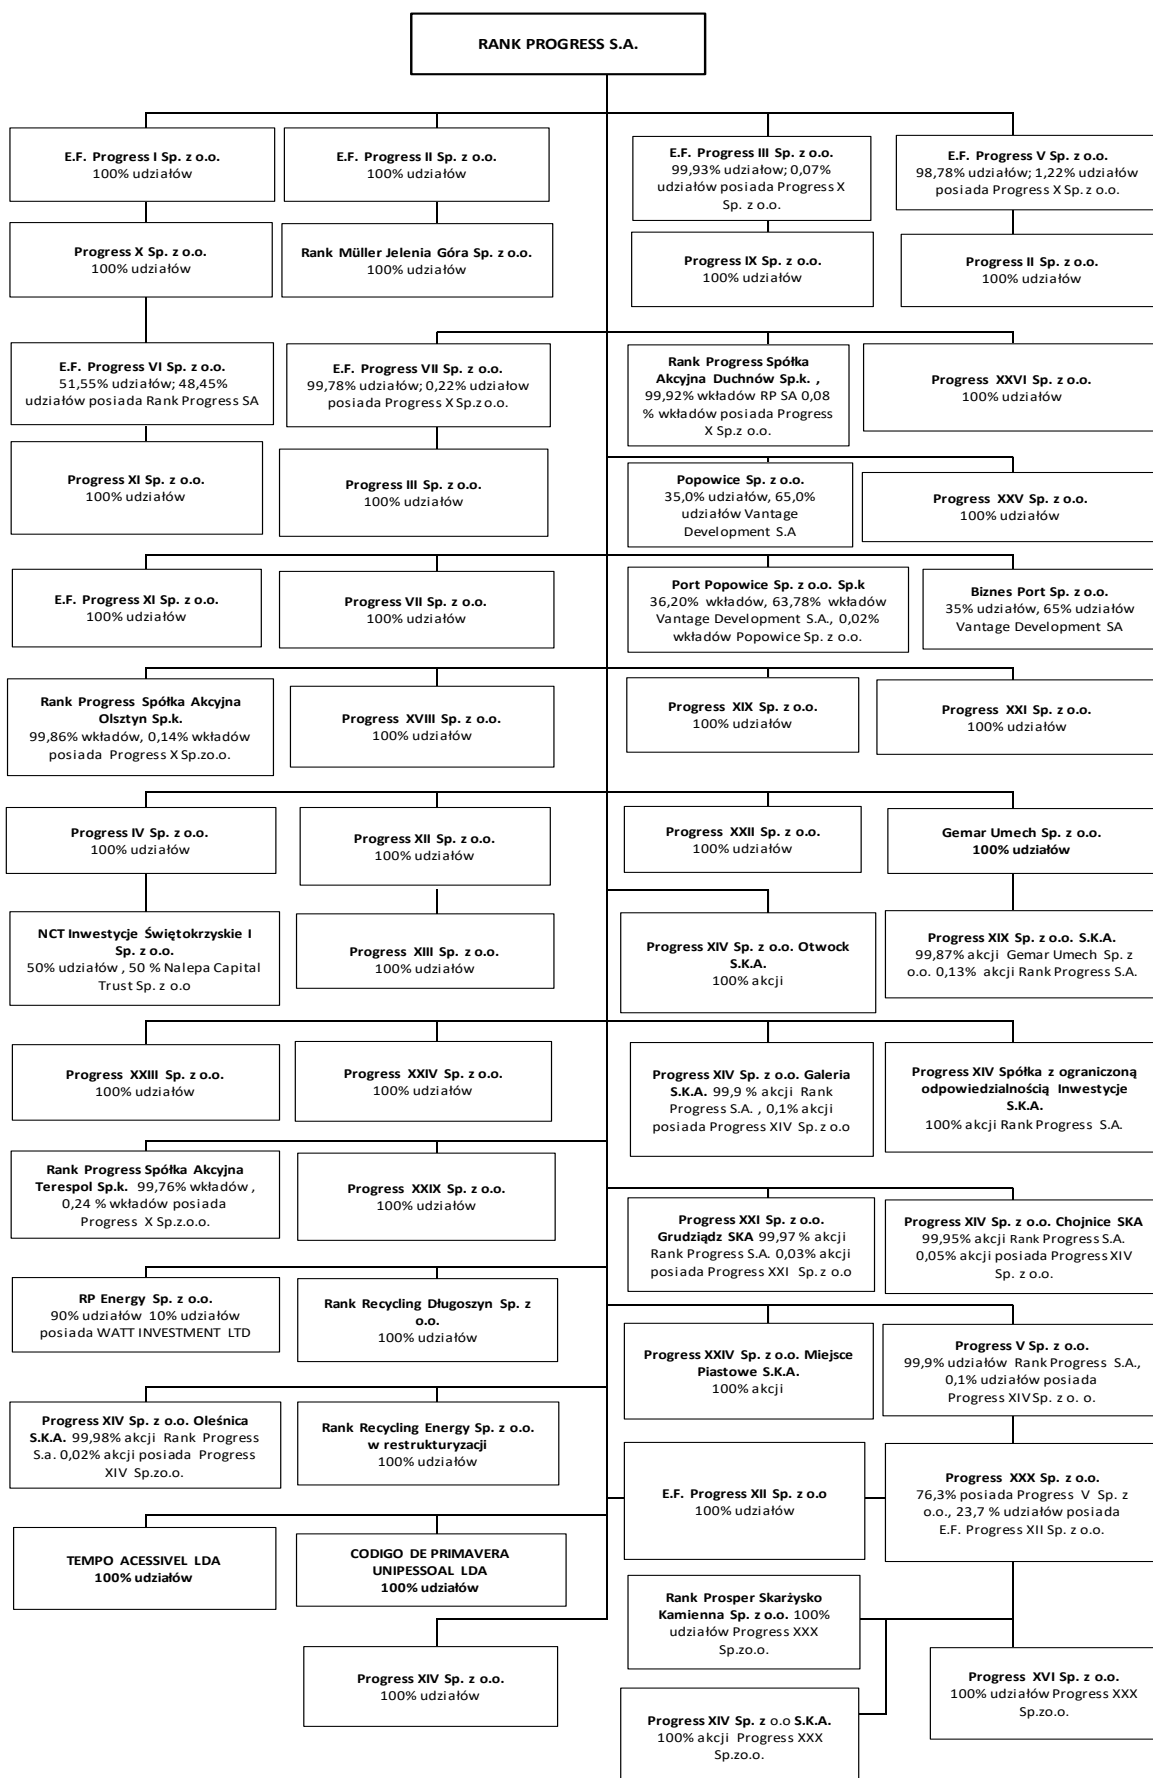 RANK PROGRESS S.A.
E.F. Progress I Sp. z o.o.
100% udziałów
E.F. Progress II Sp. z o.o.
100% udziałów
E.F. Progress III Sp. z o.o.
99,93% udziałow; 0,07%
udziałów posiada Progress X
Sp. z o.o.
E.F. Progress V Sp. z o.o.
98,78% udziałów; 1,22% udziałów
posiada Progress X Sp. z o.o.
Progress X Sp. z o.o.
100% udziałów
Rank Müller Jelenia Góra Sp. z o.o.
100% udziałów
Progress IX Sp. z o.o.
100% udziałów
Progress II Sp. z o.o.
100% udziałów
E.F. Progress VI Sp. z o.o.
51,55% udziałów; 48,45%
udziałów posiada Rank Progress SA
E.F. Progress VII Sp. z o.o.
99,78% udziałów; 0,22% udziałow
posiada Progress X Sp.z o.o.
Rank Progress Spółka
Akcyjna Duchnów Sp.k. ,
99,92% wkładów RP SA 0,08
% wkładów posiada Progress
X Sp.z o.o.
Progress XXVI Sp. z o.o.
100% udziałów
Progress XI Sp. z o.o.
100% udziałów
Progress III Sp. z o.o.
100% udziałów
Popowice Sp. z o.o.
35,0% udziałów, 65,0%
udziałów Vantage
Development S.A
Progress XXV Sp. z o.o.
100% udziałów
E.F. Progress XI Sp. z o.o.
100% udziałów
Progress VII Sp. z o.o.
100% udziałów
Port Popowice Sp. z o.o. Sp.k
36,20% wkładów, 63,78% wkładów
Vantage Development S.A., 0,02%
wkładów Popowice Sp. z o.o.
Biznes Port Sp. z o.o.
35% udziałów, 65% udziałów
Vantage Development SA
Rank Progress Spółka Akcyjna
Olsztyn Sp.k.
99,86% wkładów, 0,14% wkładów
posiada Progress X Sp.zo.o.
Progress XVIII Sp. z o.o.
100% udziałów
Progress XIX Sp. z o.o.
100% udziałów
Progress XXI Sp. z o.o.
100% udziałów
Progress IV Sp. z o.o.
100% udziałów
Progress XII Sp. z o.o.
100% udziałów
Progress XXII Sp. z o.o.
100% udziałów
Gemar Umech Sp. z o.o.
100% udziałów
NCT Inwestycje Świętokrzyskie I
Sp. z o.o.
50% udziałów , 50 % Nalepa Capital
Trust Sp. z o.o
Progress XIII Sp. z o.o.
100% udziałów
Progress XIV Sp. z o.o. Otwock
S.K.A.
100% akcji
Progress XIX Sp. z o.o. S.K.A.
99,87% akcji Gemar Umech Sp. z
o.o. 0,13% akcji Rank Progress S.A.
Progress XXIII Sp. z o.o.
100% udziałów
Progress XXIV Sp. z o.o.
100% udziałów
Progress XIV Sp. z o.o. Galeria
S.K.A. 99,9 % akcji Rank
Progress S.A. , 0,1% akcji
posiada Progress XIV Sp. z o.o
Progress XIV Spółka z ograniczoną
odpowiedzialnością Inwestycje
S.K.A.
100% akcji Rank Progress S.A.
Rank Progress Spółka Akcyjna
Terespol Sp.k. 99,76% wkładów ,
0,24 % wkładów posiada
Progress X Sp.z.o.o.
Progress XXIX Sp. z o.o.
100% udziałów
Progress XXI Sp. z o.o.
Grudziądz SKA 99,97 % akcji
Rank Progress S.A. 0,03% akcji
posiada Progress XXI Sp. z o.o
Progress XIV Sp. z o.o. Chojnice SKA
99,95% akcji Rank Progress S.A.
0,05% akcji posiada Progress XIV
Sp. z o.o.
RP Energy Sp. z o.o.
90% udziałów 10% udziałów
posiada WATT INVESTMENT LTD
Rank Recycling Długoszyn Sp. z
o.o.
100% udziałów
Progress XXIV Sp. z o.o. Miejsce
Piastowe S.K.A.
100% akcji
Progress V Sp. z o.o.
99,9% udziałów Rank Progress S.A.,
0,1% udziałów posiada
Progress XIV Sp. z o. o.
Progress XIV Sp. z o.o. Oleśnica
S.K.A. 99,98% akcji Rank Progress
S.a. 0,02% akcji posiada Progress
XIV Sp.zo.o.
Rank Recycling Energy Sp. z o.o.
w restrukturyzacji
100% udziałów
E.F. Progress XII Sp. z o.o
100% udziałów
Progress XXX Sp. z o.o.
76,3% posiada Progress V Sp. z
o.o., 23,7 % udziałów posiada
E.F. Progress XII Sp. z o.o.
TEMPO ACESSIVEL LDA
100% udziałów
CODIGO DE PRIMAVERA
UNIPESSOAL LDA
100% udziałów
Rank Prosper Skarżysko
Kamienna Sp. z o.o. 100%
udziałów Progress XXX
Sp.zo.o.
Progress XIV Sp. z o.o.
100% udziałów
Progress XVI Sp. z o.o.
100% udziałów Progress XXX
Sp.zo.o.
Progress XIV Sp. z o.o S.K.A.
100% akcji Progress XXX
Sp.zo.o.